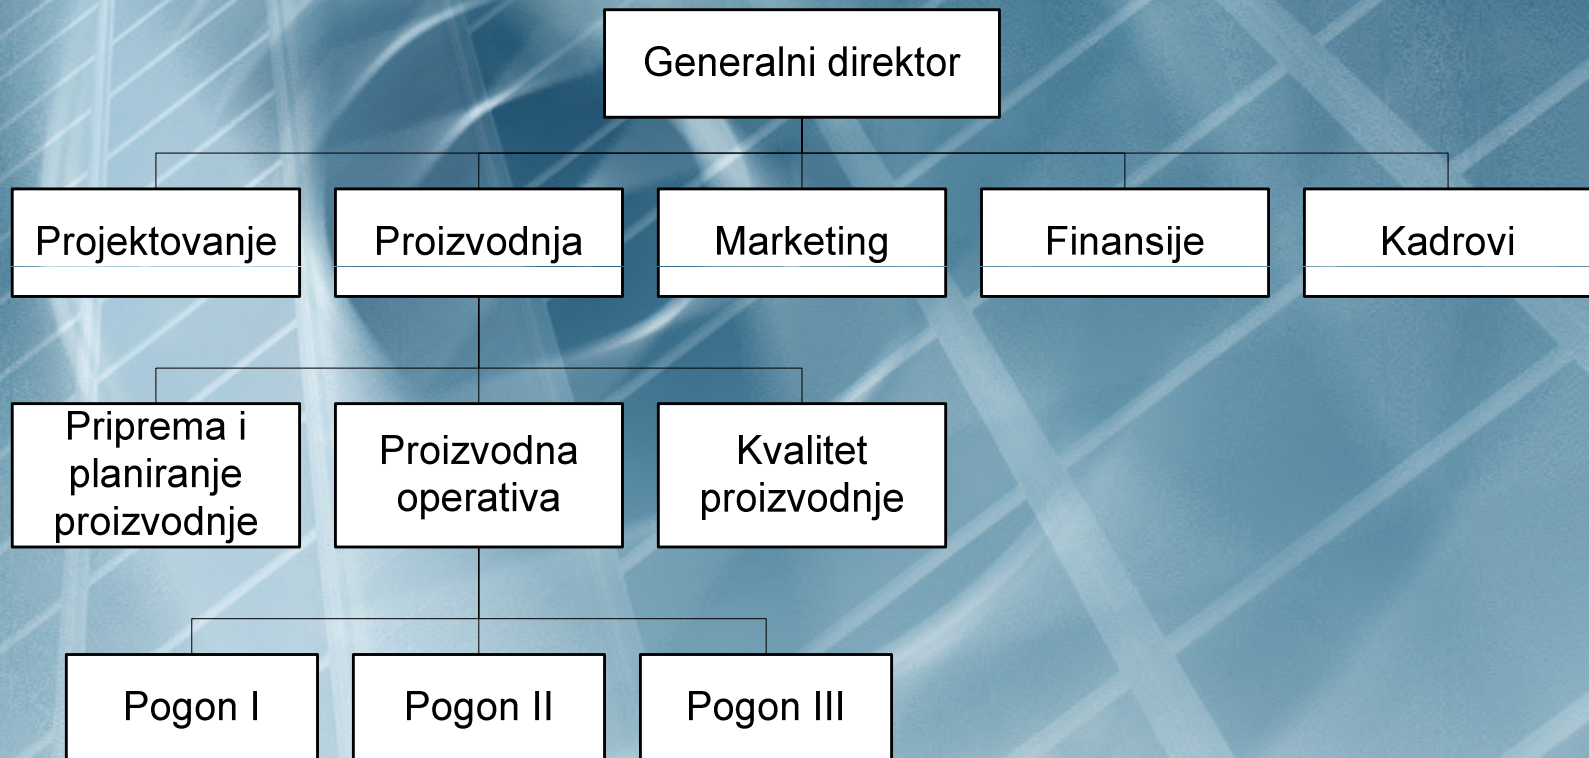 Generalni direktor
Projektovanje
Proizvodnja
Marketing
Finansije
Kadrovi
Priprema i
planiranje
proizvodnje
Proizvodna
operativa
Kvalitet
proizvodnje
Pogon I
Pogon II
Pogon III